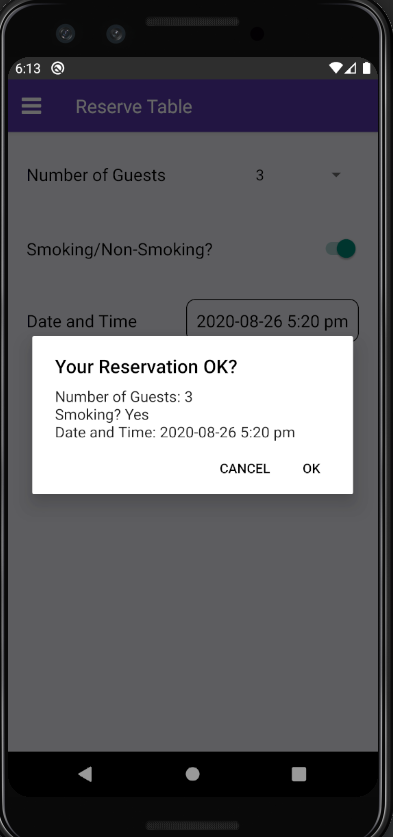 6:13
Reserve Table
Number of Guests 3
Smoking/Non-Smoking?
Date and Time 2020-08-26 5:20 pm
Your Reservation OK?
Number of Guests: 3
Smoking? Yes
Date and Time: 2020-08-26 5:20 pm
CANCEL OK